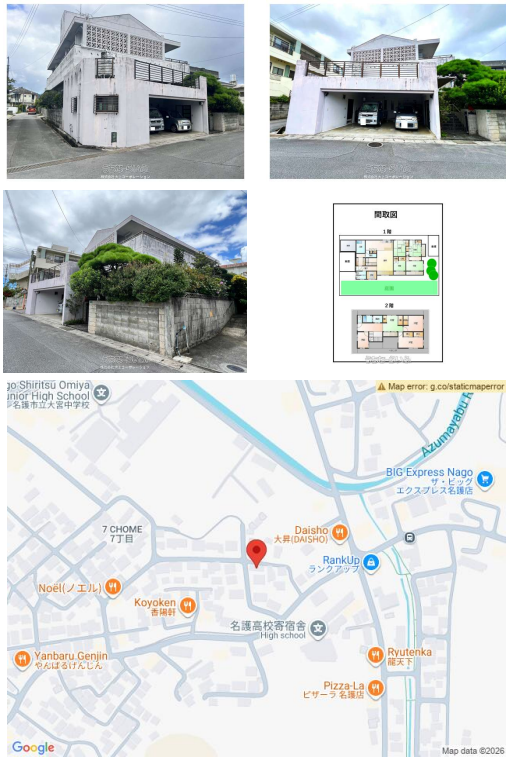 間取図
1階
2階
Map error: g.co/staticmaperror
go Shiritsu Omiya
unior High School
名護市立大宮中学校
Azumayabu R
BIG Express Nago
ザ・ビッグ
エクスプレス名護店
7 CHOME
7丁目
Daisho
大昇(DAISHO)
RankUp
ランクアップ
Noël(ノエル)
Koyoken
香陽軒
名護高校寄宿舎
High school
Yanbaru Genjin
やんばるけんじん
Ryutenka
龍天下
Pizza-La
ピザーラ 名護店
Google
Map data ©2026